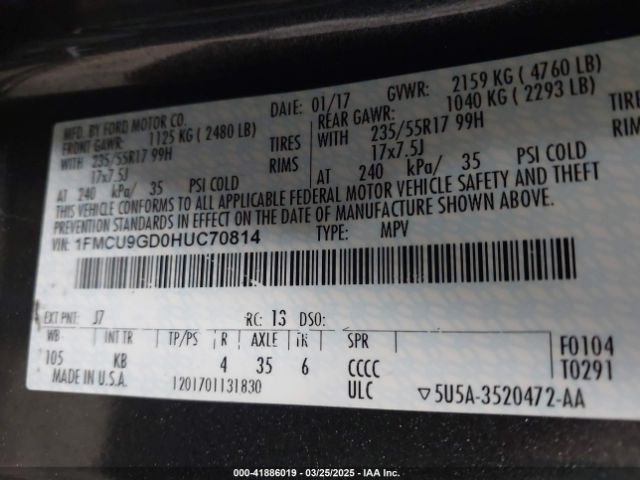 MFD. BY FORD MOTOR CO. DATE: 01/17 GVWR: 2159 KG ( 4760 LB)
FRONT GAWR: 1125 KG ( 2480 LB) REAR GAWR: 1040 KG ( 2293 LB)
WITH 235/55R17 99H TIRES WITH 235/55R17 99H TIRE
17x7.5J RIMS 17x7.5J RIMS
AT 240 kPa/ 35 PSI COLD AT 240 kPa/ 35 PSI COLD
THIS VEHICLE CONFORMS TO ALL APPLICABLE FEDERAL MOTOR VEHICLE SAFETY AND THEFT
PREVENTION STANDARDS IN EFFECT ON THE DATE OF MANUFACTURE SHOWN ABOVE.
VIN: 1FMCU9GD0HUC70814 TYPE: MPV
EXT PNT: J7 RC: 13 DSO:
WB INT TR TP/PS R AXLE TR SPR F0104
105 KB 4 35 6 CCCC T0291
MADE IN U.S.A. 1201701131830 ULC ▽5U5A-3520472-AA
000-41886019 | 03/25/2025 | IAA Inc.